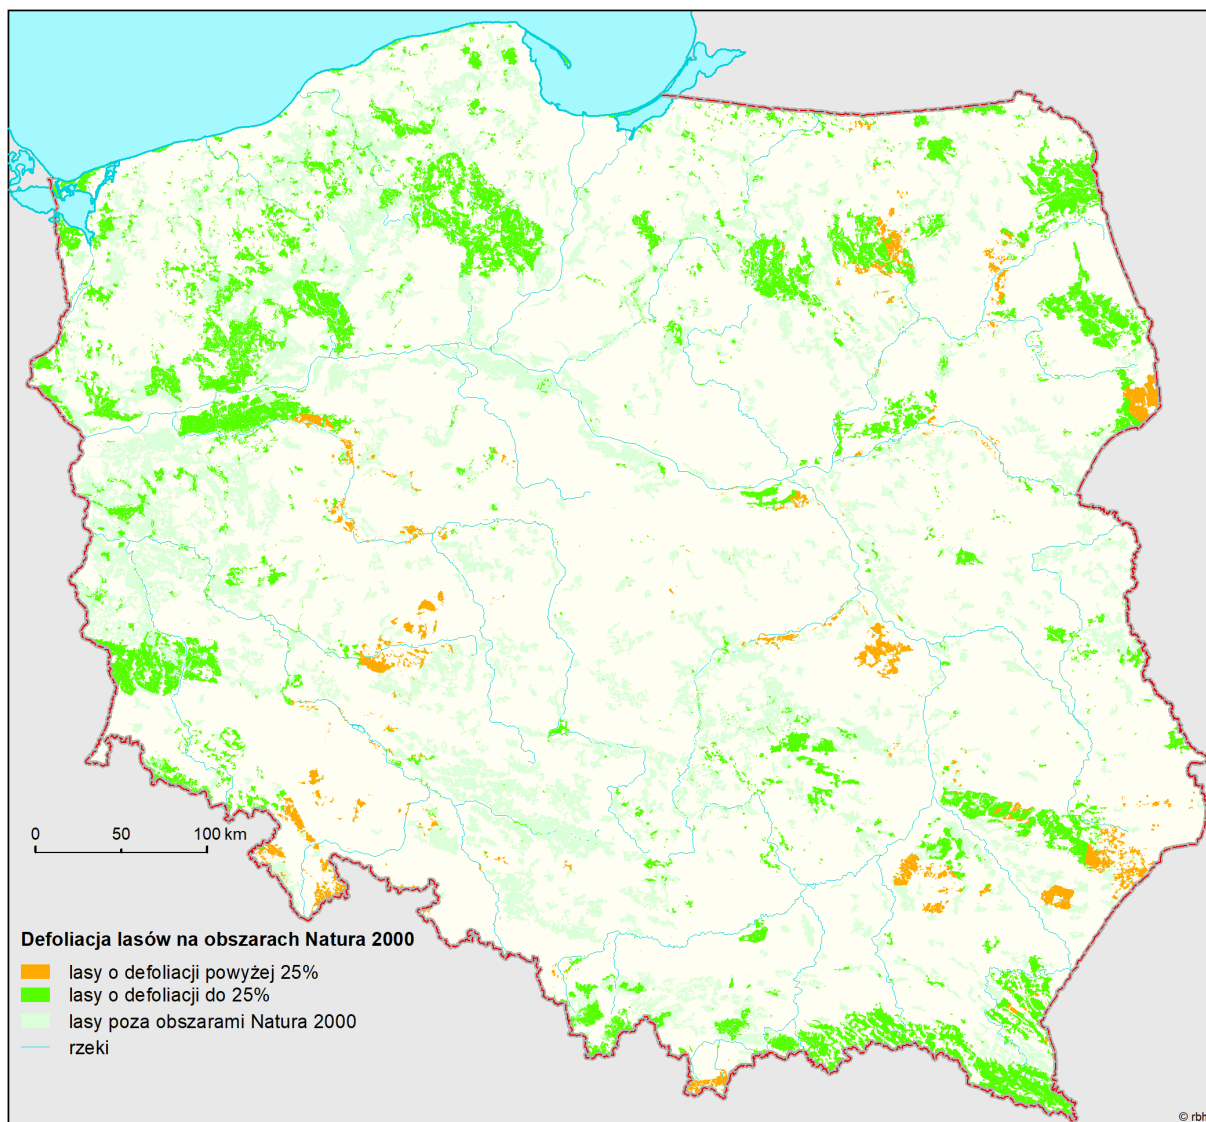 0 50 100 km
Defoliacja lasów na obszarach Natura 2000
lasy o defoliacji powyżej 25%
lasy o defoliacji do 25%
lasy poza obszarami Natura 2000
rzeki
© rbh